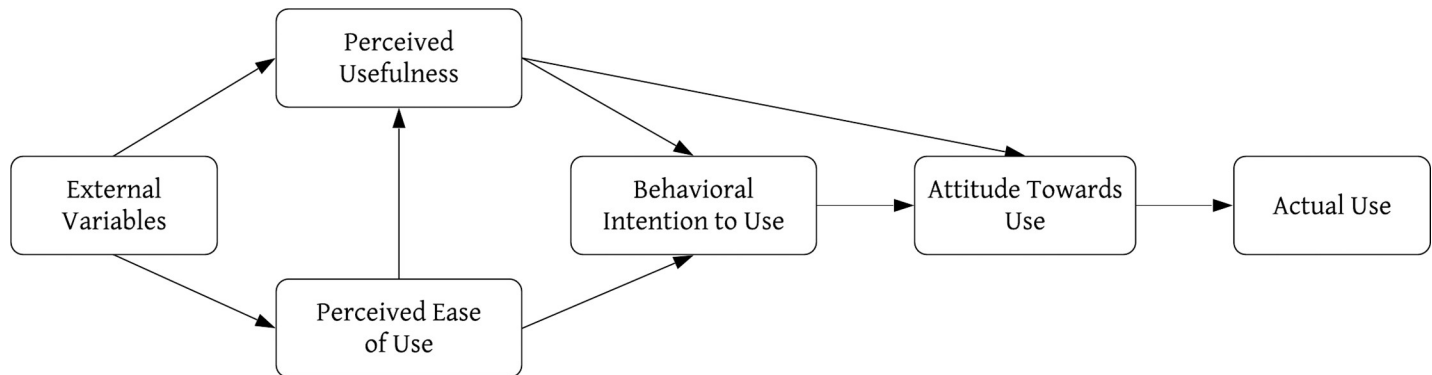 Perceived
Usefulness
External
Variables
Behavioral
Intention to Use
Attitude Towards
Use
Actual Use
Perceived Ease
of Use